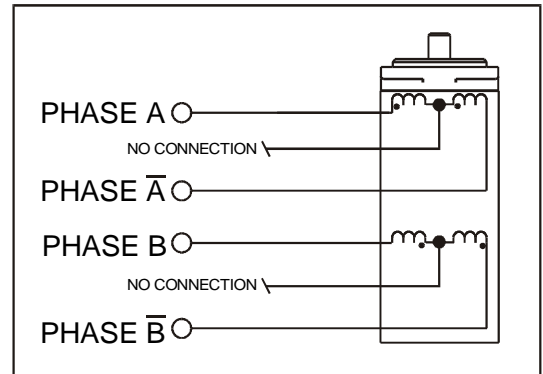 PHASE A
NO CONNECTION
PHASE A̅
PHASE B
NO CONNECTION
PHASE B̅